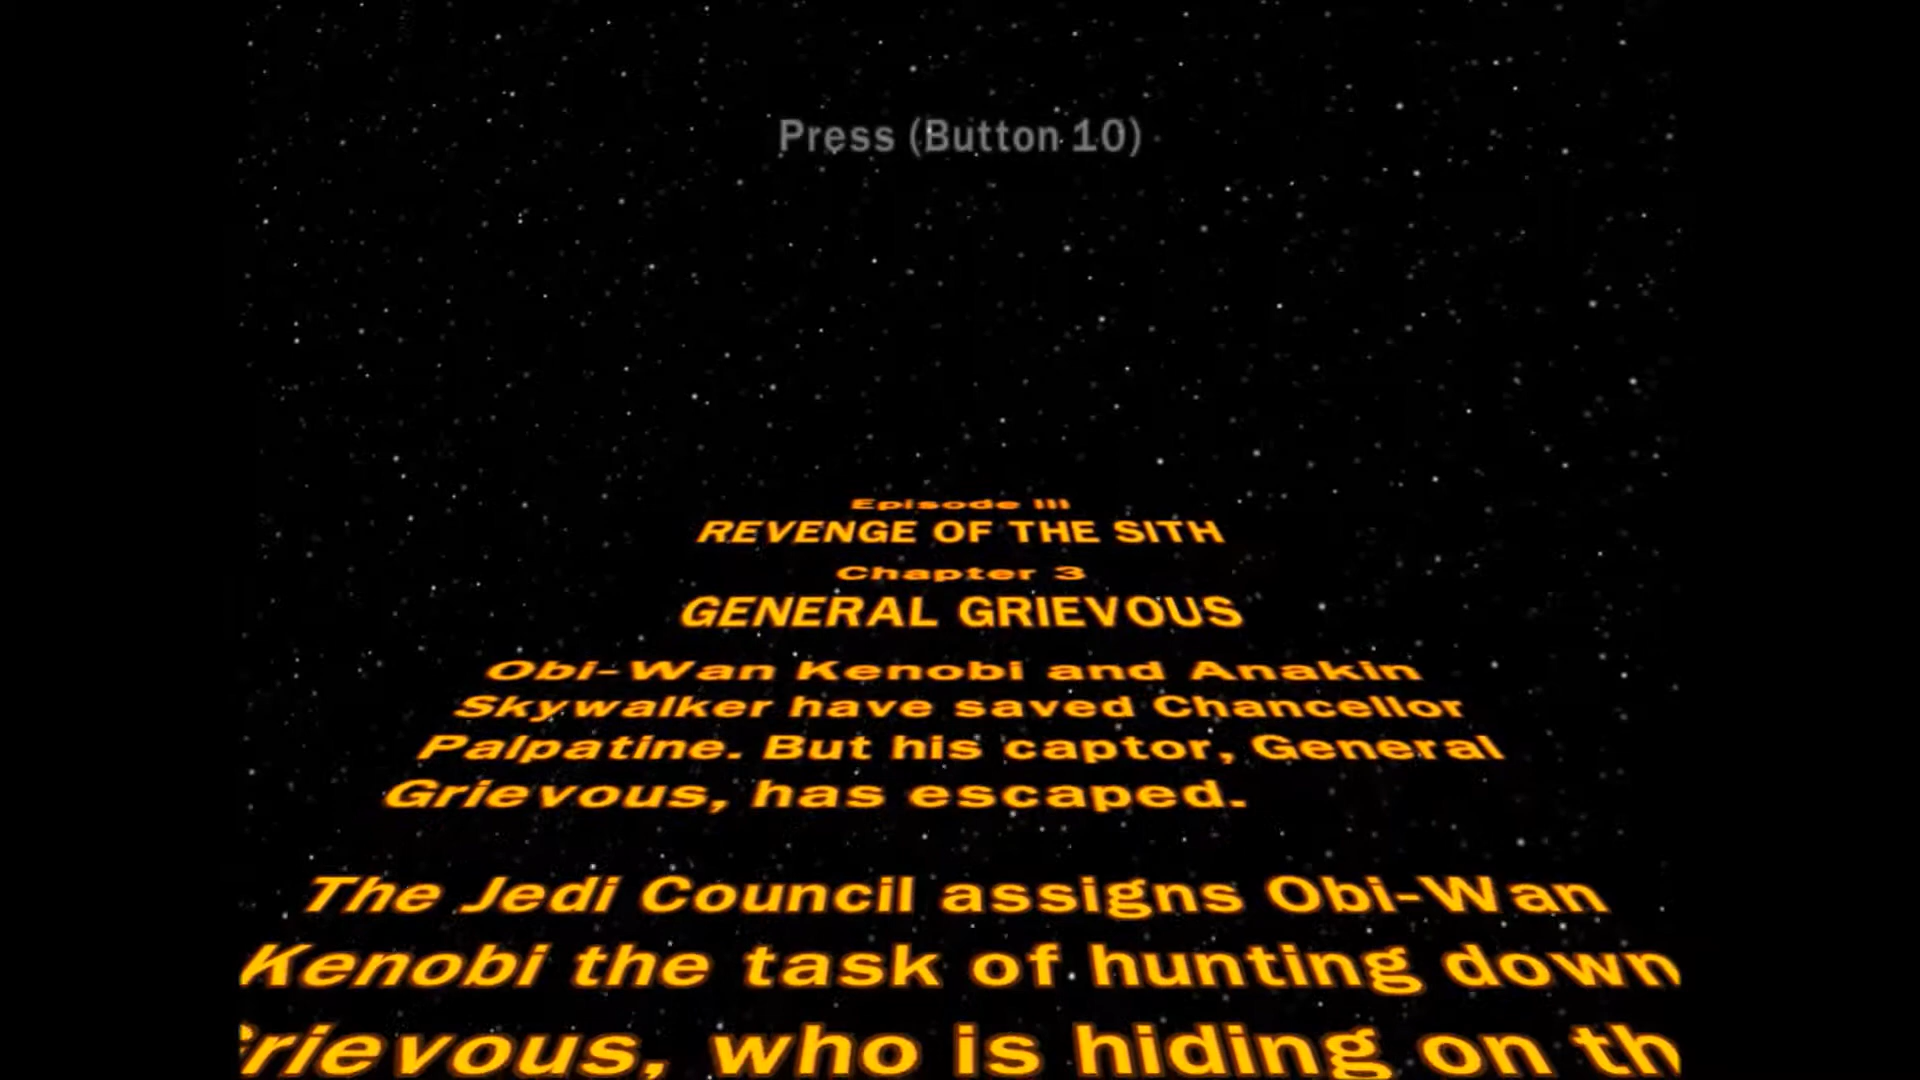 Press (Button 10)
Episode III
REVENGE OF THE SITH
Chapter 3
GENERAL GRIEVOUS
Obi-Wan Kenobi and Anakin
Skywalker have saved Chancellor
Palpatine. But his captor, General
Grievous, has escaped.
The Jedi Council assigns Obi-Wan
Kenobi the task of hunting down
Grievous, who is hiding on th